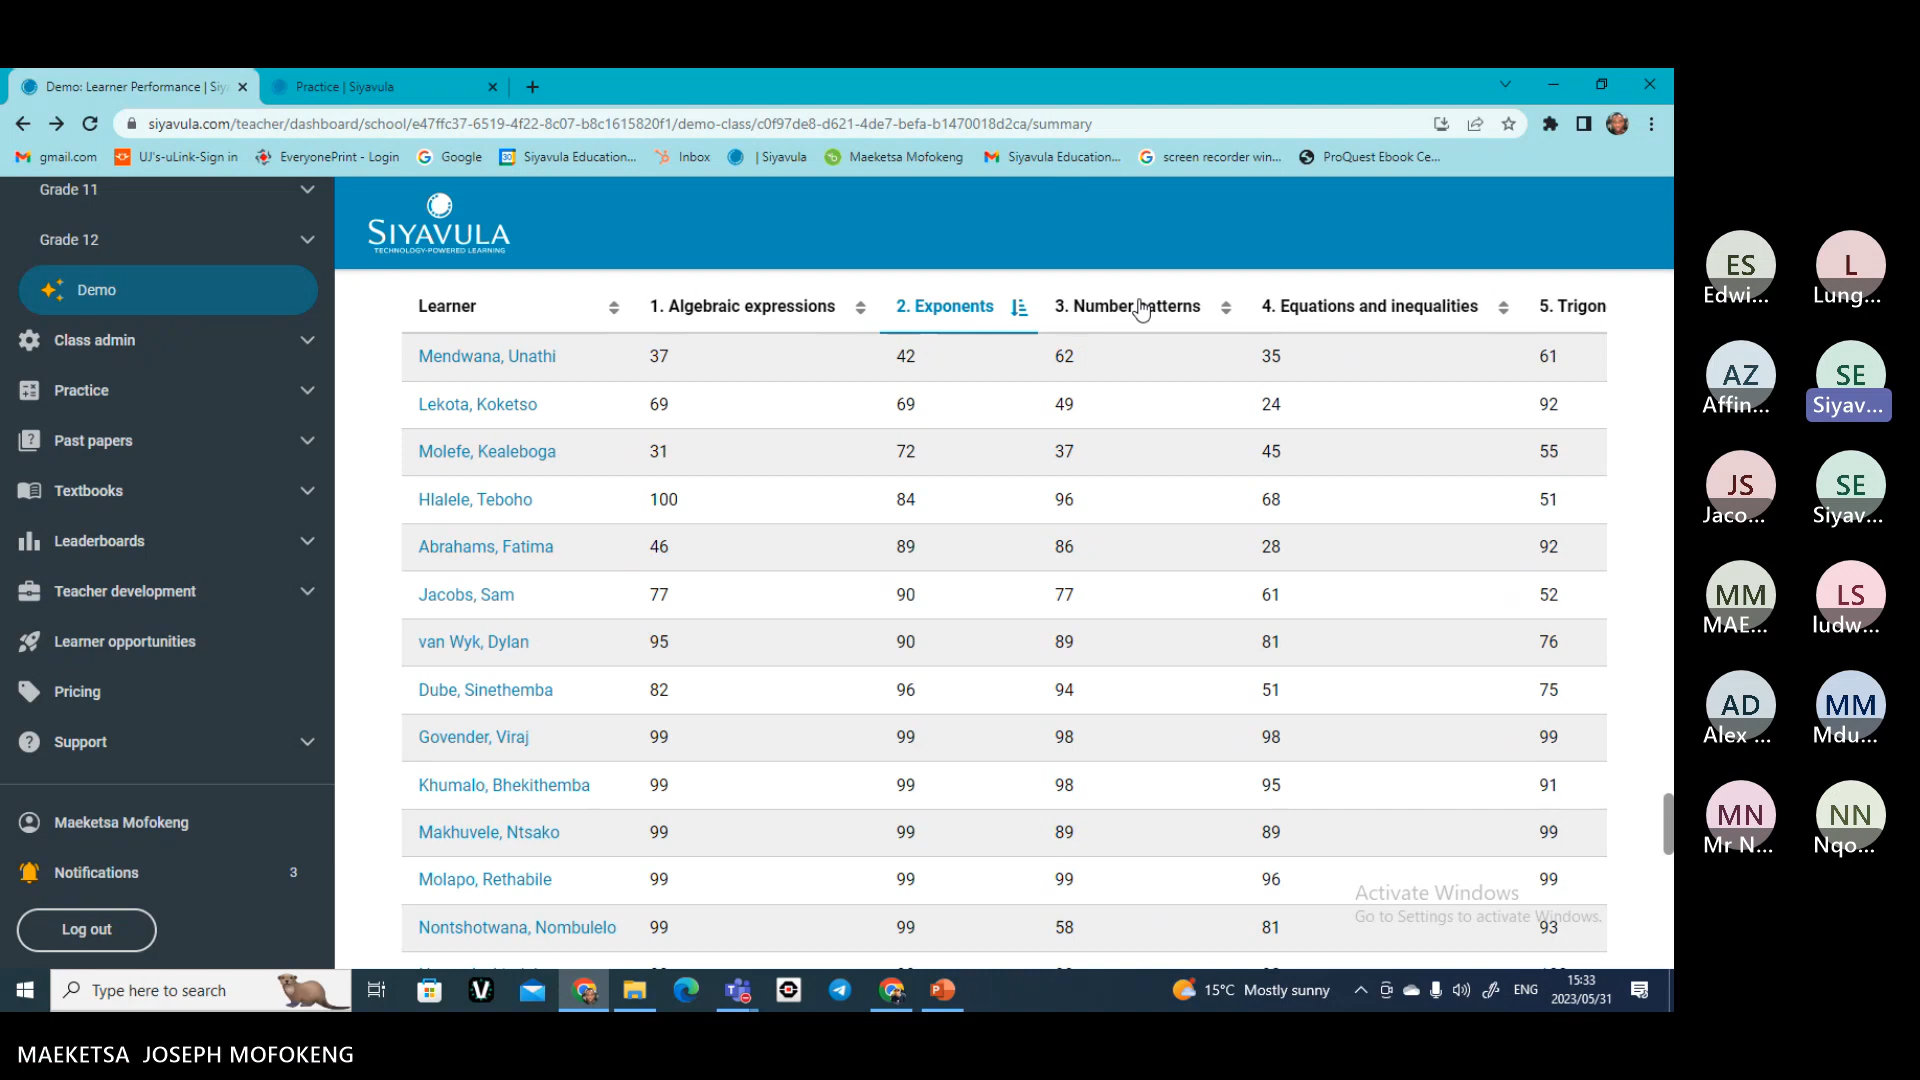 Demo: Learner Performance | Siy
Practice | Siyavula
siyavula.com/teacher/dashboard/school/e47ffc37-6519-4f22-8c07-b8c1615820f1/demo-class/c0f97de8-d621-4de7-befa-b1470018d2ca/summary
gmail.com UJ's-uLink-Sign in EveryonePrint - Login Google Siyavula Education... Inbox | Siyavula Maeketsa Mofokeng Siyavula Education... screen recorder win... ProQuest Ebook Ce...
Grade 11
Grade 12
Demo
Class admin
Practice
Past papers
Textbooks
Leaderboards
Teacher development
Learner opportunities
Pricing
Support
Maeketsa Mofokeng
Notifications 3
Log out
SIYAVULA
TECHNOLOGY-POWERED LEARNING
Learner 1. Algebraic expressions 2. Exponents 3. Number patterns 4. Equations and inequalities 5. Trigon
Mendwana, Unathi 37 42 62 35 61
Lekota, Koketso 69 69 49 24 92
Molefe, Kealeboga 31 72 37 45 55
Hlalele, Teboho 100 84 96 68 51
Abrahams, Fatima 46 89 86 28 92
Jacobs, Sam 77 90 77 61 52
van Wyk, Dylan 95 90 89 81 76
Dube, Sinethemba 82 96 94 51 75
Govender, Viraj 99 99 98 98 99
Khumalo, Bhekithemba 99 99 98 95 91
Makhuvele, Ntsako 99 99 89 89 99
Molapo, Rethabile 99 99 99 96 99
Nontshotwana, Nombulelo 99 99 58 81 93
Activate Windows
Go to Settings to activate Windows.
Type here to search
15°C Mostly sunny
ENG
15:33
2023/05/31
ES
Edwi...
L
Lung...
AZ
Affin...
SE
Siyav...
JS
Jaco...
SE
Siyav...
MM
MAE...
LS
ludw...
AD
Alex ...
MM
Mdu...
MN
Mr N...
NN
Nqo...
MAEKETSA JOSEPH MOFOKENG